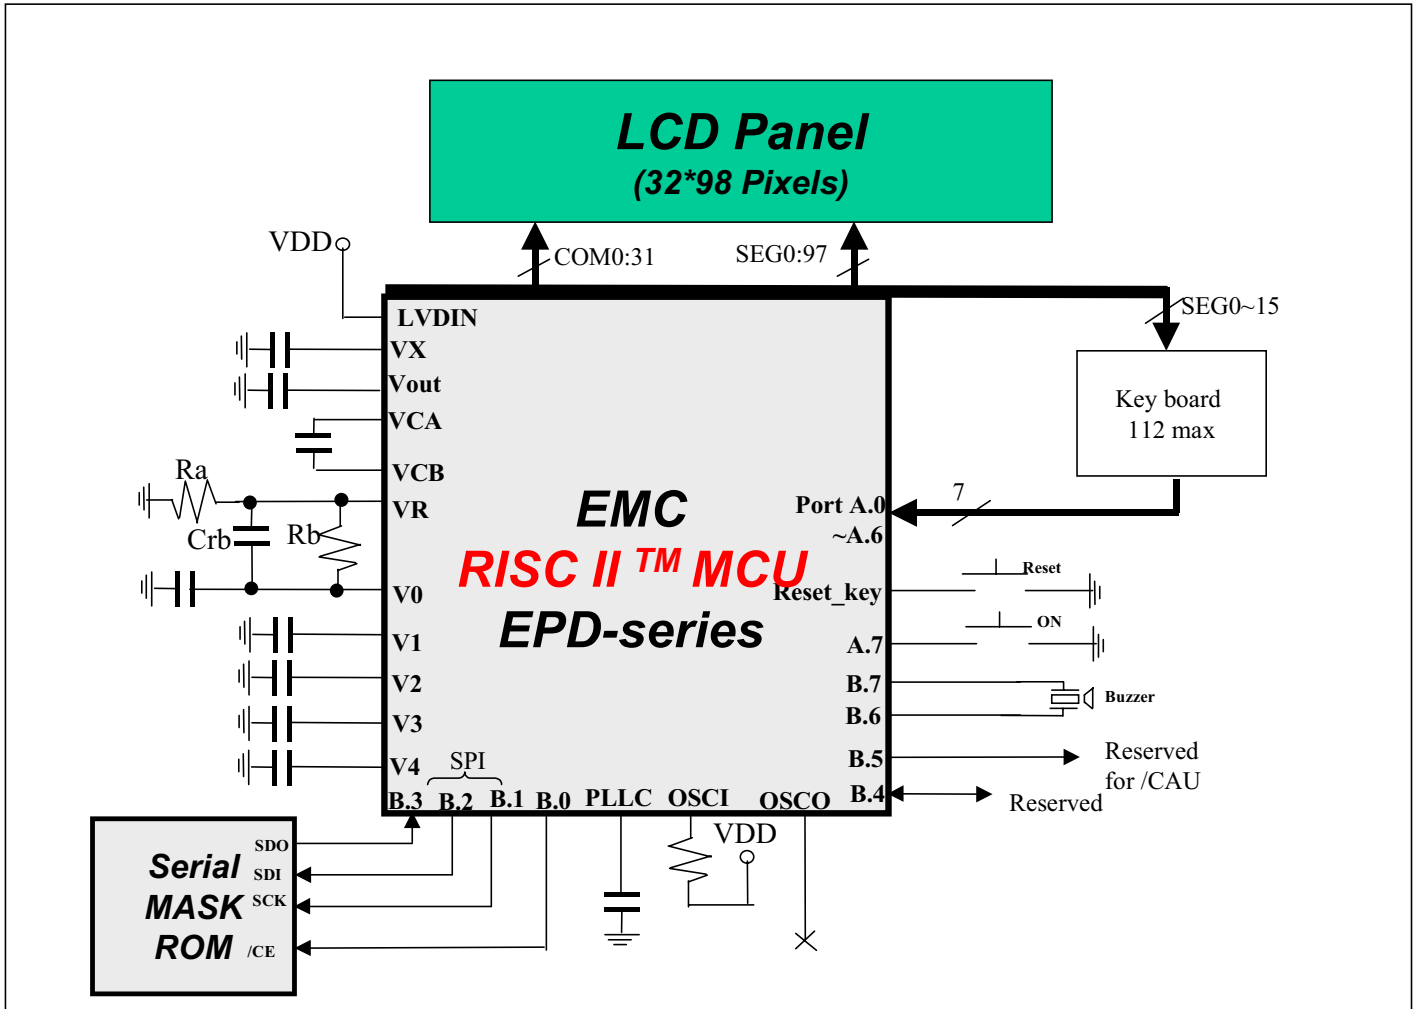 LCD Panel
(32*98 Pixels)
VDD
COM0:31
SEG0:97
SEG0~15
LVDIN
VX
Vout
VCA
VCB
VR
V0
V1
V2
V3
V4
Ra
Crb
Rb
EMC
RISC II TM MCU
EPD-series
Key board
112 max
7
Port A.0
~A.6
Reset_key
Reset
A.7
ON
B.7
B.6
Buzzer
B.5
Reserved
for /CAU
B.4
Reserved
SPI
B.3
B.2
B.1
B.0
PLLC
OSCI
OSCO
VDD
Serial
MASK
ROM
SDO
SDI
SCK
/CE